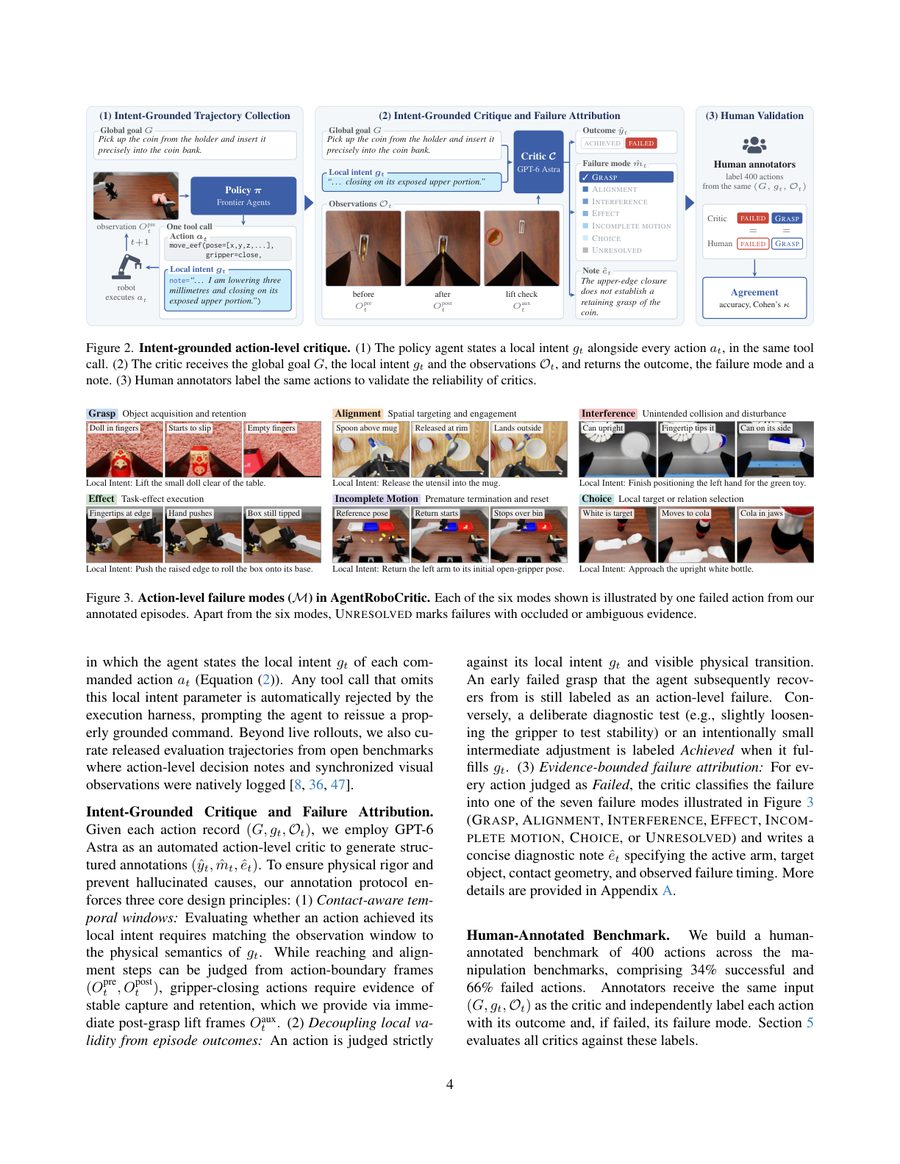 (1) Intent-Grounded Trajectory Collection
Global goal G
Pick up the coin from the holder and insert it
precisely into the coin bank.
Policy π
Frontier Agents
observation O_t^pre
One tool call
Action a_t
move_eef(pose=[x,y,z,...],
gripper=close,
t+1
Local intent g_t
note="... I am lowering three
millimetres and closing on its
exposed upper portion.")
robot
executes a_t
(2) Intent-Grounded Critique and Failure Attribution
Global goal G
Pick up the coin from the holder and insert it
precisely into the coin bank.
Local intent g_t
"... closing on its exposed upper portion."
Critic C
GPT-6 Astra
Observations O_t
before
O_t^pre
after
O_t^post
lift check
O_t^aux
Outcome ŷ_t
ACHIEVED FAILED
Failure mode m̂_t
✓ GRASP
ALIGNMENT
INTERFERENCE
EFFECT
INCOMPLETE MOTION
CHOICE
UNRESOLVED
Note ê_t
The upper-edge closure
does not establish a
retaining grasp of the
coin.
(3) Human Validation
Human annotators
label 400 actions
from the same (G, g_t, O_t)
Critic FAILED GRASP
= =
Human FAILED GRASP
Agreement
accuracy, Cohen's κ
Figure 2. Intent-grounded action-level critique. (1) The policy agent states a local intent g_t alongside every action a_t, in the same tool
call. (2) The critic receives the global goal G, the local intent g_t and the observations O_t, and returns the outcome, the failure mode and a
note. (3) Human annotators label the same actions to validate the reliability of critics.
Grasp Object acquisition and retention
Doll in fingers Starts to slip Empty fingers
Local Intent: Lift the small doll clear of the table.
Alignment Spatial targeting and engagement
Spoon above mug Released at rim Lands outside
Local Intent: Release the utensil into the mug.
Interference Unintended collision and disturbance
Can upright Fingertip tips it Can on its side
Local Intent: Finish positioning the left hand for the green toy.
Effect Task-effect execution
Fingertips at edge Hand pushes Box still tipped
Local Intent: Push the raised edge to roll the box onto its base.
Incomplete Motion Premature termination and reset
Reference pose Return starts Stops over bin
Local Intent: Return the left arm to its initial open-gripper pose.
Choice Local target or relation selection
White is target Moves to cola Cola in jaws
Local Intent: Approach the upright white bottle.
Figure 3. Action-level failure modes (M) in AgentRoboCritic. Each of the six modes shown is illustrated by one failed action from our
annotated episodes. Apart from the six modes, UNRESOLVED marks failures with occluded or ambiguous evidence.
in which the agent states the local intent g_t of each com-
manded action a_t (Equation (2)). Any tool call that omits
this local intent parameter is automatically rejected by the
execution harness, prompting the agent to reissue a prop-
erly grounded command. Beyond live rollouts, we also cu-
rate released evaluation trajectories from open benchmarks
where action-level decision notes and synchronized visual
observations were natively logged [8, 36, 47].
Intent-Grounded Critique and Failure Attribution.
Given each action record (G, g_t, O_t), we employ GPT-6
Astra as an automated action-level critic to generate struc-
tured annotations (ŷ_t, m̂_t, ê_t). To ensure physical rigor and
prevent hallucinated causes, our annotation protocol en-
forces three core design principles: (1) Contact-aware tem-
poral windows: Evaluating whether an action achieved its
local intent requires matching the observation window to
the physical semantics of g_t. While reaching and align-
ment steps can be judged from action-boundary frames
(O_t^pre, O_t^post), gripper-closing actions require evidence of
stable capture and retention, which we provide via imme-
diate post-grasp lift frames O_t^aux. (2) Decoupling local va-
lidity from episode outcomes: An action is judged strictly
against its local intent g_t and visible physical transition.
An early failed grasp that the agent subsequently recov-
ers from is still labeled as an action-level failure. Con-
versely, a deliberate diagnostic test (e.g., slightly loosen-
ing the gripper to test stability) or an intentionally small
intermediate adjustment is labeled Achieved when it ful-
fills g_t. (3) Evidence-bounded failure attribution: For ev-
ery action judged as Failed, the critic classifies the failure
into one of the seven failure modes illustrated in Figure 3
(GRASP, ALIGNMENT, INTERFERENCE, EFFECT, INCOM-
PLETE MOTION, CHOICE, or UNRESOLVED) and writes a
concise diagnostic note ê_t specifying the active arm, target
object, contact geometry, and observed failure timing. More
details are provided in Appendix A.
Human-Annotated Benchmark. We build a human-
annotated benchmark of 400 actions across the ma-
nipulation benchmarks, comprising 34% successful and
66% failed actions. Annotators receive the same input
(G, g_t, O_t) as the critic and independently label each action
with its outcome and, if failed, its failure mode. Section 5
evaluates all critics against these labels.
4